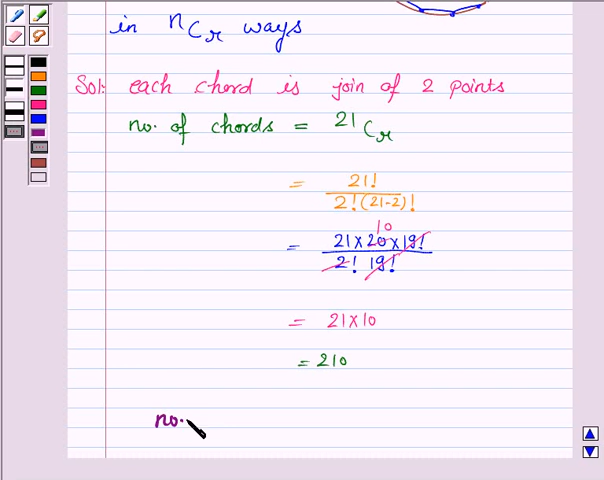 in ⁿCᵣ ways
Sol: each chord is join of 2 points
no. of chords = ²¹Cᵣ
= 21! / 2! (21-2)!
10
= 21 × 20 × 19! / 2! 19!
= 21 × 10
= 210
no.